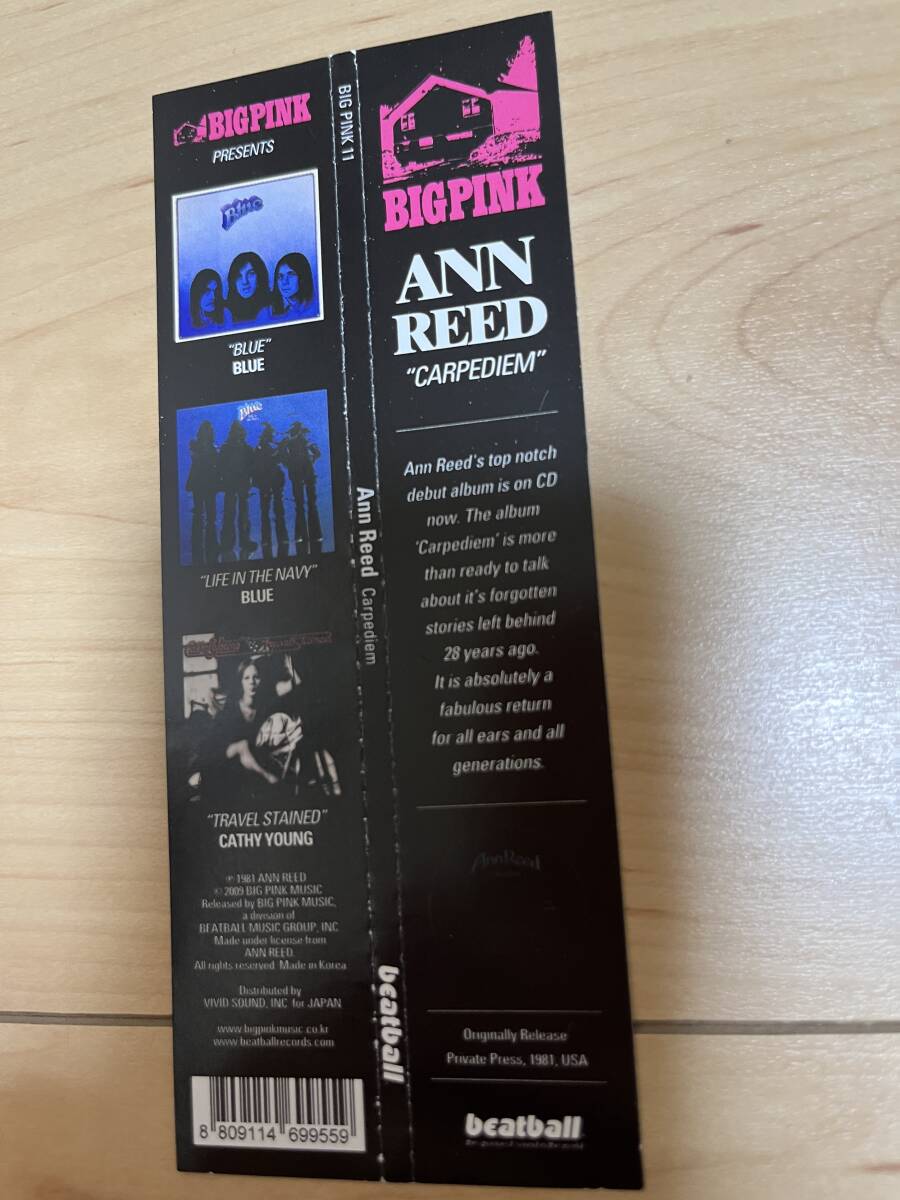 BIGPINK
PRESENTS
Blue
"BLUE"
BLUE
Blue
"LIFE IN THE NAVY"
BLUE
"TRAVEL STAINED"
CATHY YOUNG
℗ 1981 ANN REED
© 2009 BIG PINK MUSIC
Released by BIG PINK MUSIC,
a division of
BEATBALL MUSIC GROUP, INC
Made under license from
ANN REED.
All rights reserved. Made in Korea
Distributed by
VIVID SOUND, INC for JAPAN
www.bigpinkmusic.co.kr
www.beatballrecords.com
8 809114 699559
BIG PINK 11
Ann Reed Carpediem
beatball
BIGPINK
ANN
REED
"CARPEDIEM"
Ann Reed's top notch
debut album is on CD
now. The album
'Carpediem' is more
than ready to talk
about it's forgotten
stories left behind
28 years ago.
It is absolutely a
fabulous return
for all ears and all
generations.
Ann Reed
Originally Release
Private Press, 1981, USA
beatball